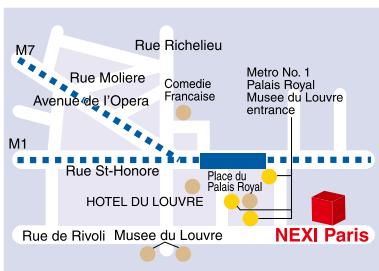 M7
Rue Richelieu
Rue Moliere
Avenue de l'Opera
Comedie
Francaise
Metro No. 1
Palais Royal
Musee du Louvre
entrance
M1
Rue St-Honore
Place du
Palais Royal
HOTEL DU LOUVRE
Rue de Rivoli
Musee du Louvre
NEXI Paris